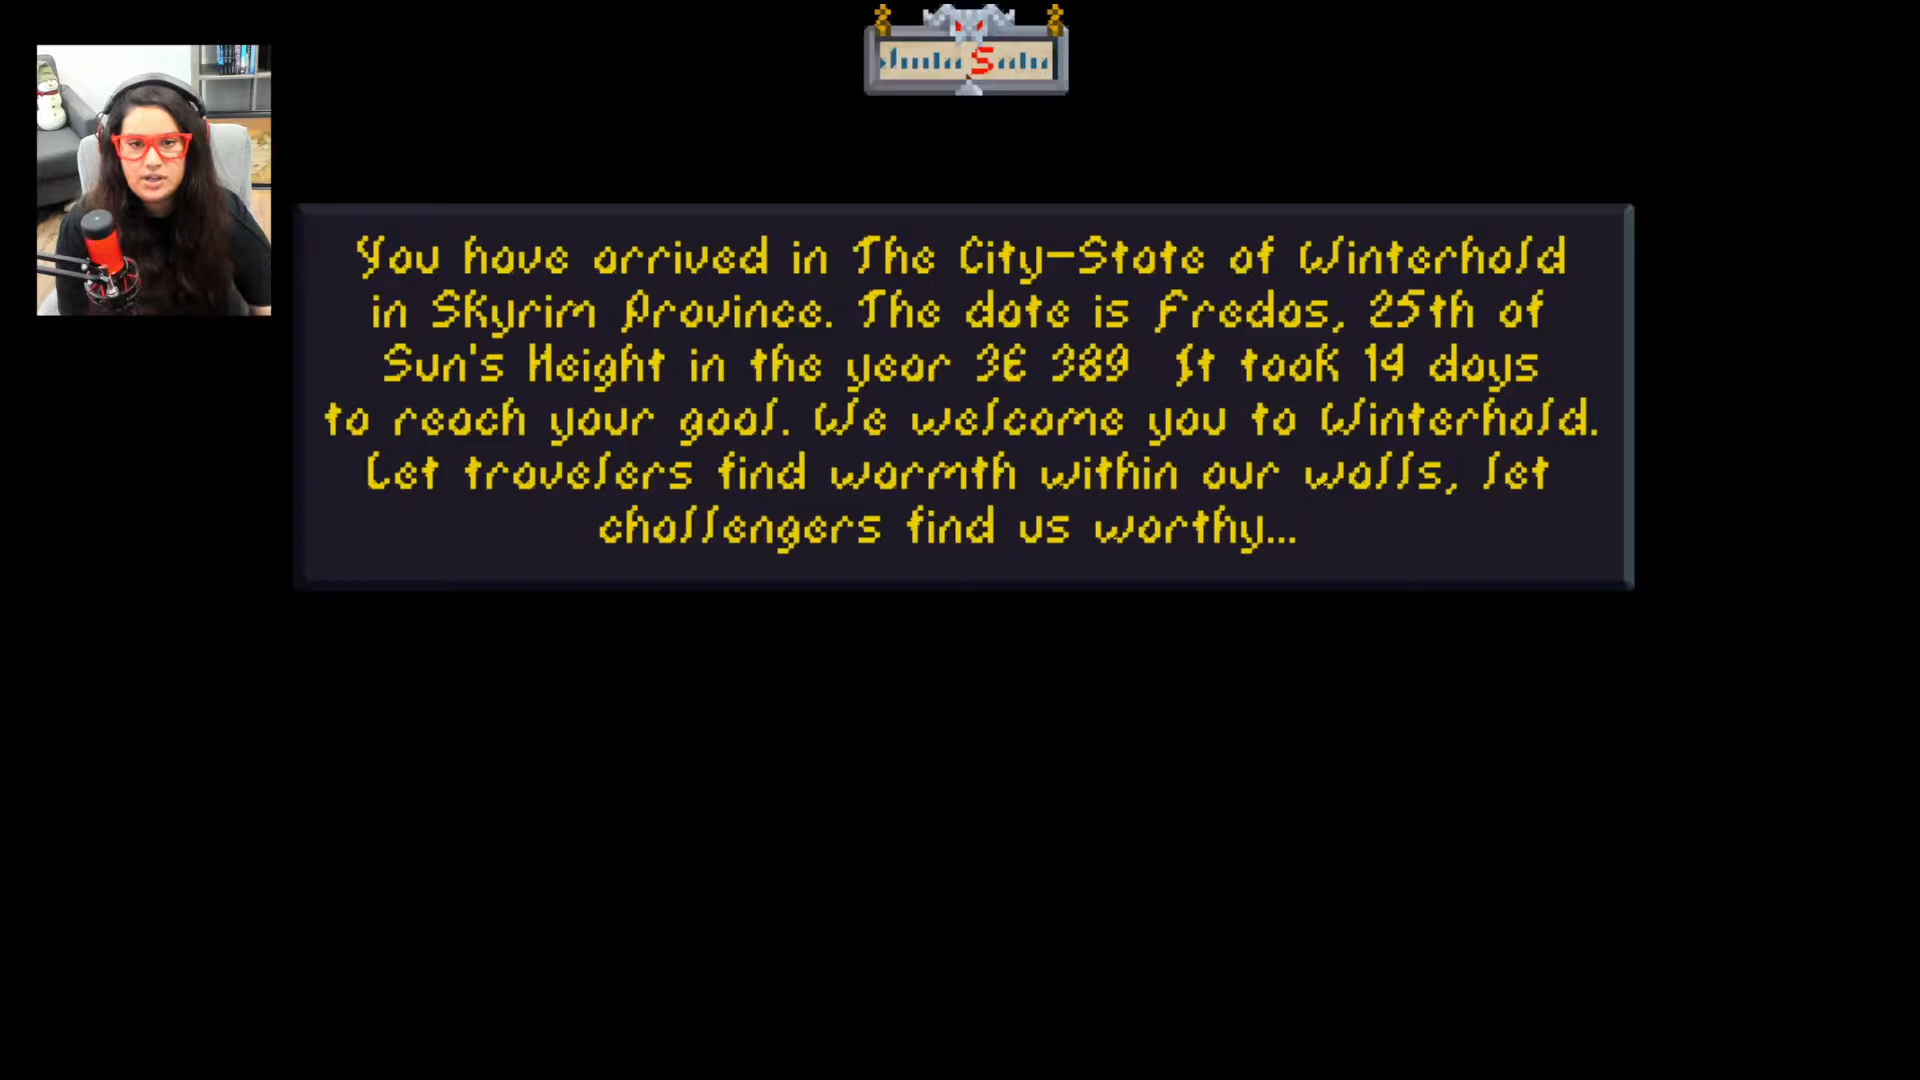 S
You have arrived in The City-State of Winterhold
in Skyrim Province. The date is Fredas, 25th of
Sun's Height in the year 3E 389 It took 14 days
to reach your goal. We welcome you to Winterhold.
Let travelers find warmth within our walls, let
challengers find us worthy...